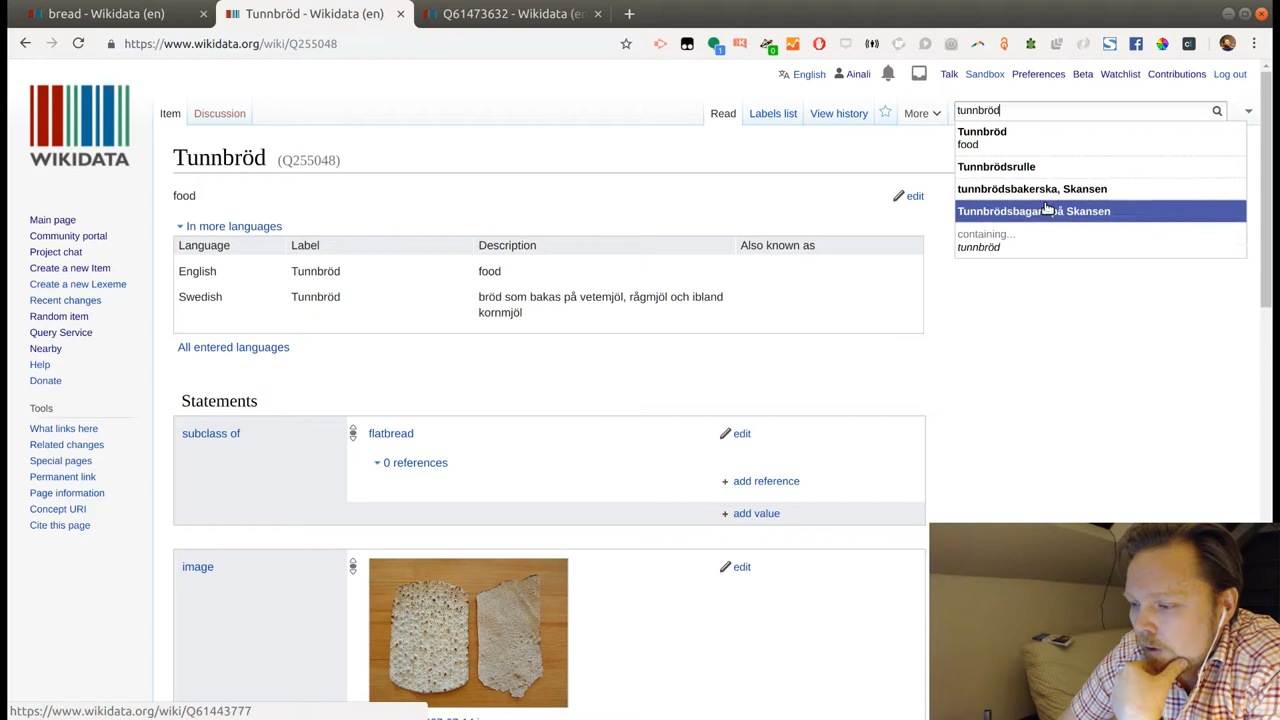 bread - Wikidata (en)
Tunnbröd - Wikidata (en)
Q61473632 - Wikidata (en
https://www.wikidata.org/wiki/Q255048
English
Ainali
Talk
Sandbox
Preferences
Beta
Watchlist
Contributions
Log out
WIKIDATA
Item
Discussion
Read
Labels list
View history
More
tunnbröd
Tunnbröd
food
Tunnbrödsrulle
tunnbrödsbakerska, Skansen
Tunnbrödsbagare på Skansen
containing...
tunnbröd
Main page
Community portal
Project chat
Create a new Item
Create a new Lexeme
Recent changes
Random item
Query Service
Nearby
Help
Donate
Tools
What links here
Related changes
Special pages
Permanent link
Page information
Concept URI
Cite this page
Tunnbröd (Q255048)
food
edit
In more languages
Language Label Description Also known as
English Tunnbröd food
Swedish Tunnbröd bröd som bakas på vetemjöl, rågmjöl och ibland
kornmjöl
All entered languages
Statements
subclass of
flatbread
edit
0 references
+ add reference
+ add value
image
edit
https://www.wikidata.org/wiki/Q61443777